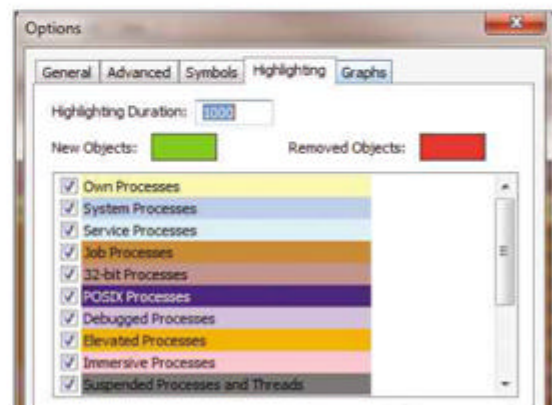 Options
General Advanced Symbols Highlighting Graphs
Highlighting Duration: 1000
New Objects: Removed Objects:
Own Processes
System Processes
Service Processes
Job Processes
32-bit Processes
POSIX Processes
Debugged Processes
Elevated Processes
Immersive Processes
Suspended Processes and Threads